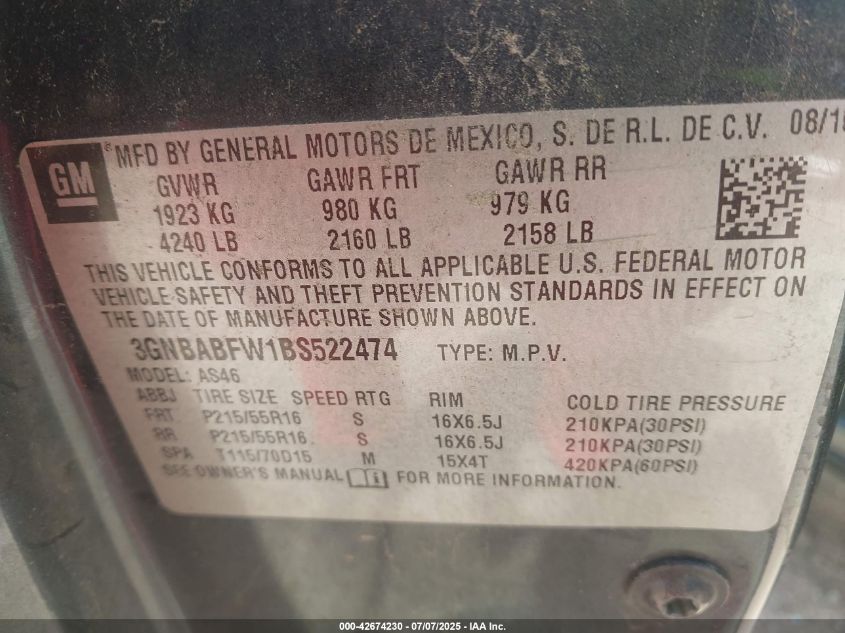 MFD BY GENERAL MOTORS DE MEXICO, S. DE R.L. DE C.V. 08/10
GM
GVWR GAWR FRT GAWR RR
1923 KG 980 KG 979 KG
4240 LB 2160 LB 2158 LB
THIS VEHICLE CONFORMS TO ALL APPLICABLE U.S. FEDERAL MOTOR
VEHICLE SAFETY AND THEFT PREVENTION STANDARDS IN EFFECT ON
THE DATE OF MANUFACTURE SHOWN ABOVE.
3GNBABFW1BS522474 TYPE: M.P.V.
MODEL: AS46
ABBJ TIRE SIZE SPEED RTG RIM COLD TIRE PRESSURE
FRT P215/55R16 S 16X6.5J 210KPA(30PSI)
RR P215/55R16 S 16X6.5J 210KPA(30PSI)
SPA T115/70D15 M 15X4T 420KPA(60PSI)
SEE OWNER'S MANUAL FOR MORE INFORMATION.
000-42674230 - 07/07/2025 - IAA Inc.